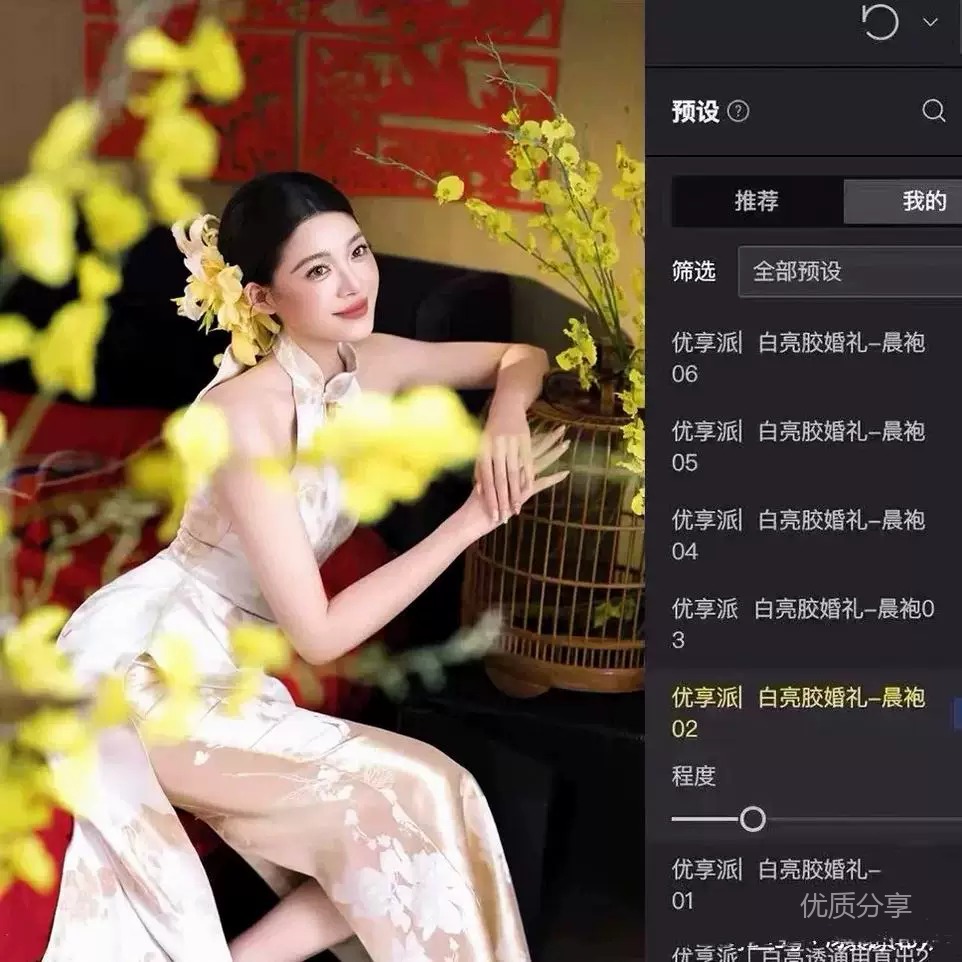 预设
推荐
我的
筛选
全部预设
优享派| 白亮胶婚礼-晨袍
06
优享派| 白亮胶婚礼-晨袍
05
优享派| 白亮胶婚礼-晨袍
04
优享派 白亮胶婚礼-晨袍0
3
优享派| 白亮胶婚礼-晨袍
02
程度
优享派| 白亮胶婚礼-
01
优质分享